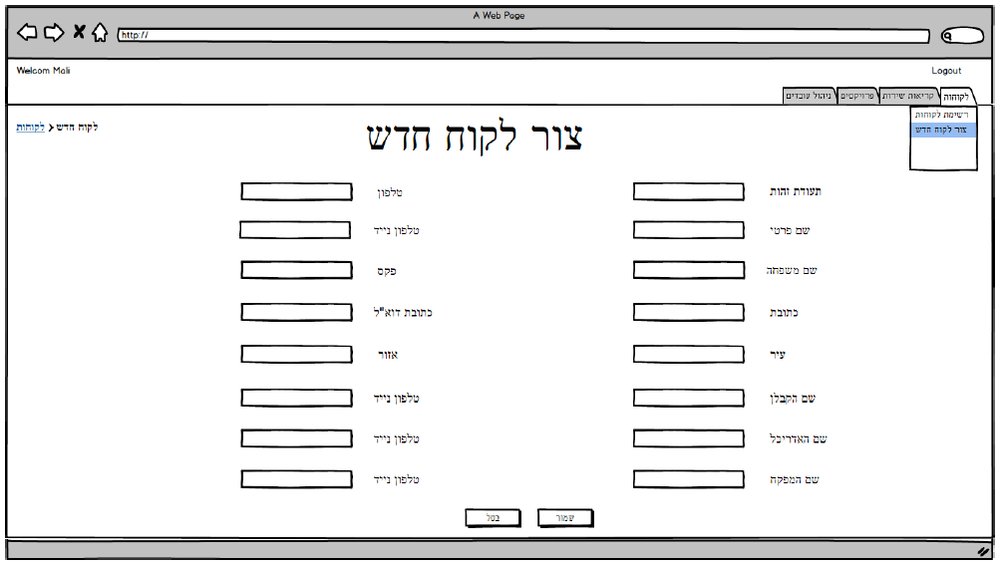 A Web Page
http://
Welcom Mali
Logout
לקוחות
קריאות שירות
פרויקטים
ניהול עובדים
רשימת לקוחות
צור לקוח חדש
לקוחות > לקוח חדש
צור לקוח חדש
תעודת זהות
טלפון
שם פרטי
טלפון נייד
שם משפחה
פקס
כתובת
כתובת דוא"ל
עיר
אזור
שם הקבלן
טלפון נייד
שם האדריכל
טלפון נייד
שם המפקח
טלפון נייד
שמור
בטל